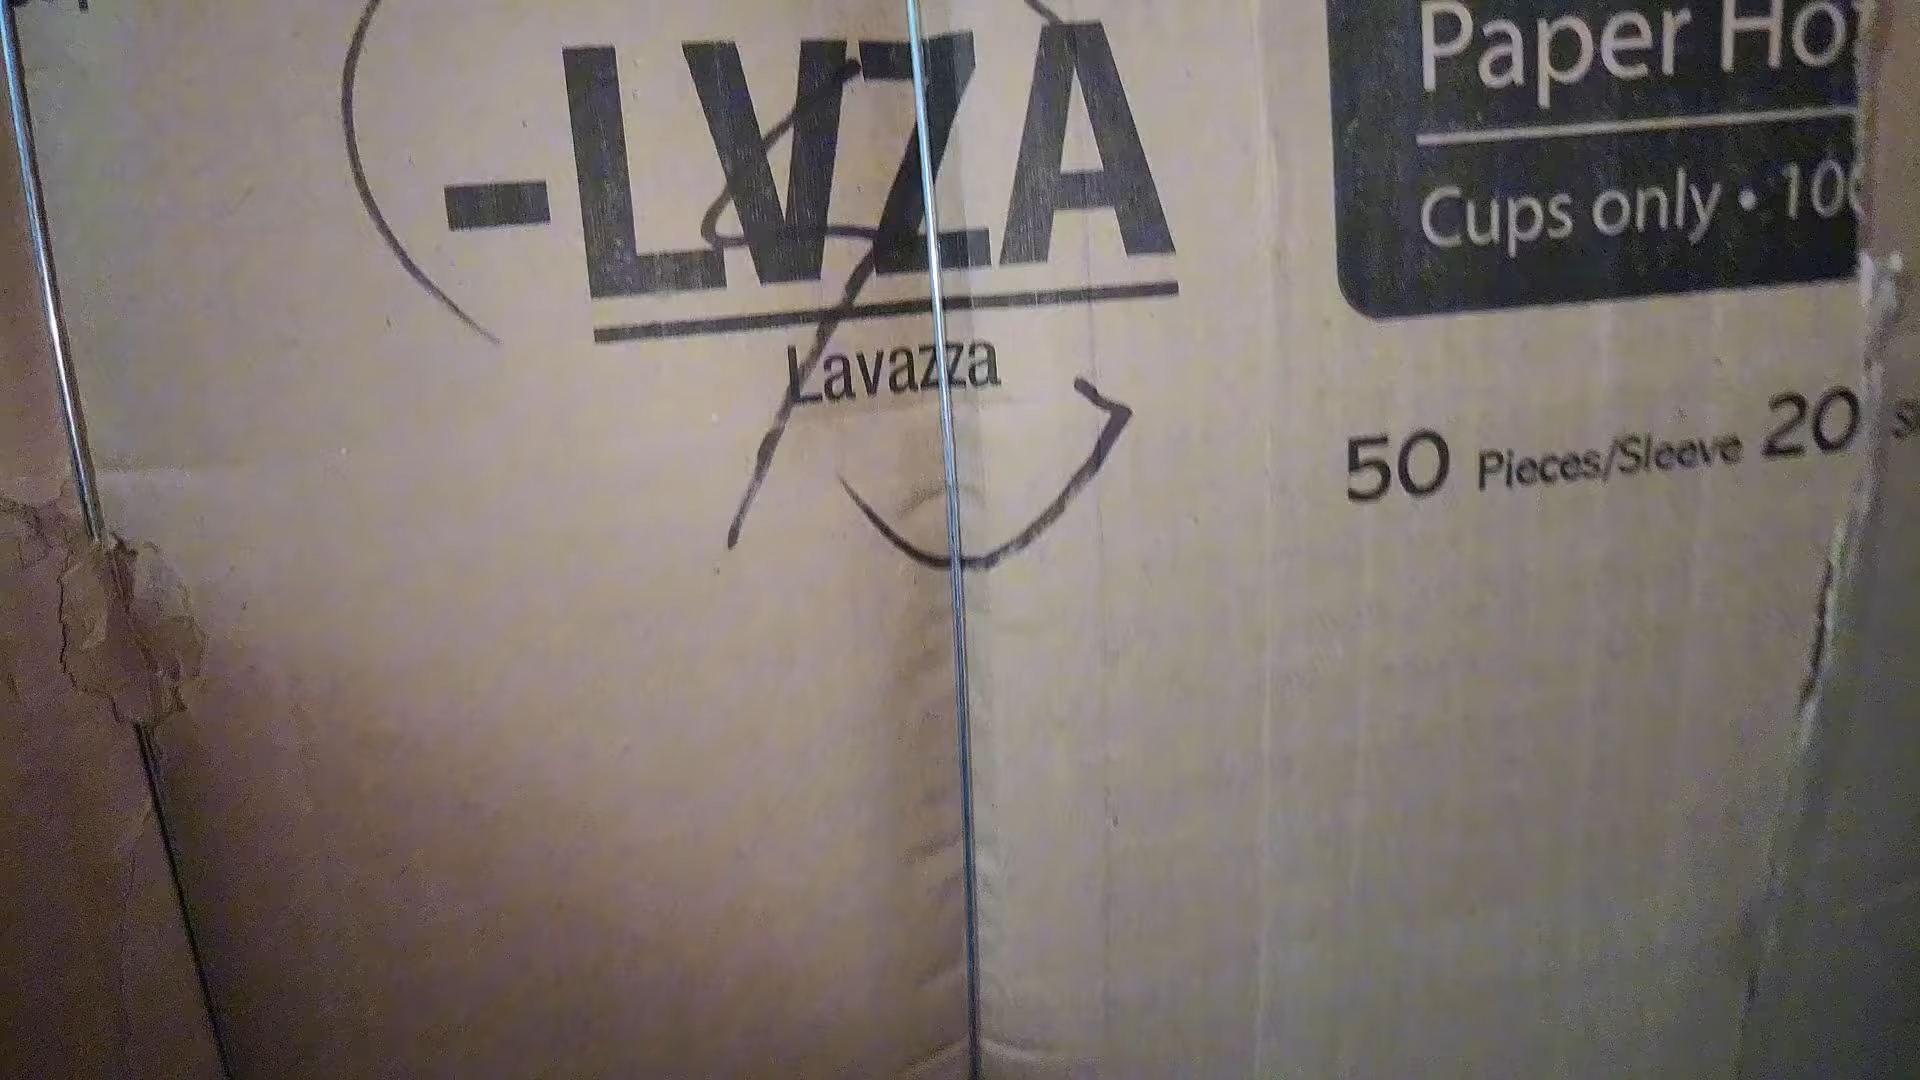 -LVZA
Lavazza
Paper
Cups only •
50 Pieces/Sleeve 20